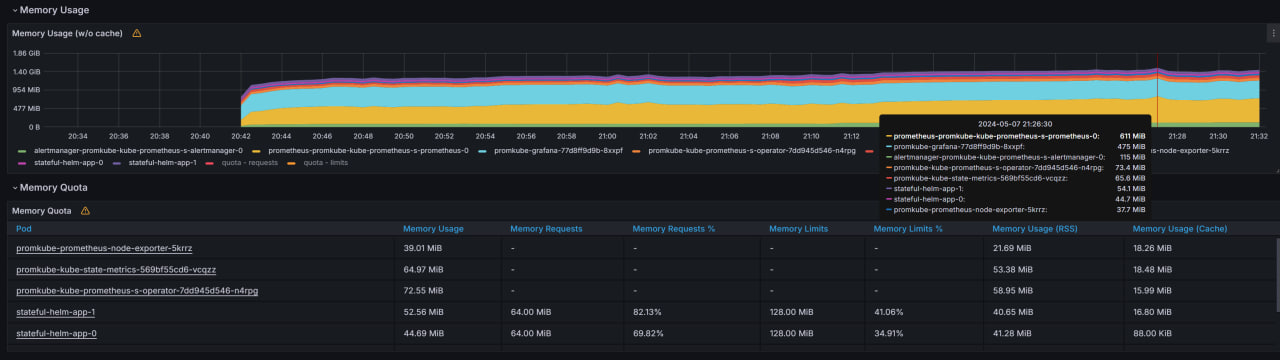 Memory Usage
Memory Usage (w/o cache)
1.86 GiB
1.40 GiB
954 MiB
477 MiB
0 B
20:34 20:36 20:38 20:40 20:42 20:44 20:46 20:48 20:50 20:52 20:54 20:56 20:58 21:00 21:02 21:04 21:06 21:08 21:10 21:12 21:28 21:30 21:32
alertmanager-promkube-kube-prometheus-s-alertmanager-0 prometheus-promkube-kube-prometheus-s-prometheus-0 promkube-grafana-77d8ff9d9b-8xxpf promkube-kube-prometheus-s-operator-7dd945d546-n4rpg ess-node-exporter-5krrz
stateful-helm-app-0 stateful-helm-app-1 quota - requests quota - limits
2024-05-07 21:26:30
prometheus-promkube-kube-prometheus-s-prometheus-0: 611 MiB
promkube-grafana-77d8ff9d9b-8xxpf: 475 MiB
alertmanager-promkube-kube-prometheus-s-alertmanager-0: 115 MiB
promkube-kube-prometheus-s-operator-7dd945d546-n4rpg: 73.4 MiB
promkube-kube-state-metrics-569bf55cd6-vcqzz: 65.6 MiB
stateful-helm-app-1: 54.1 MiB
stateful-helm-app-0: 44.7 MiB
promkube-prometheus-node-exporter-5krrz: 37.7 MiB
Memory Quota
Memory Quota
Pod Memory Usage Memory Requests Memory Requests % Memory Limits Memory Limits % Memory Usage (RSS) Memory Usage (Cache)
promkube-prometheus-node-exporter-5krrz 39.01 MiB - - - - 21.69 MiB 18.26 MiB
promkube-kube-state-metrics-569bf55cd6-vcqzz 64.97 MiB - - - - 53.38 MiB 18.48 MiB
promkube-kube-prometheus-s-operator-7dd945d546-n4rpg 72.55 MiB - - - - 58.95 MiB 15.99 MiB
stateful-helm-app-1 52.56 MiB 64.00 MiB 82.13% 128.00 MiB 41.06% 40.65 MiB 16.80 MiB
stateful-helm-app-0 44.69 MiB 64.00 MiB 69.82% 128.00 MiB 34.91% 41.28 MiB 88.00 KiB